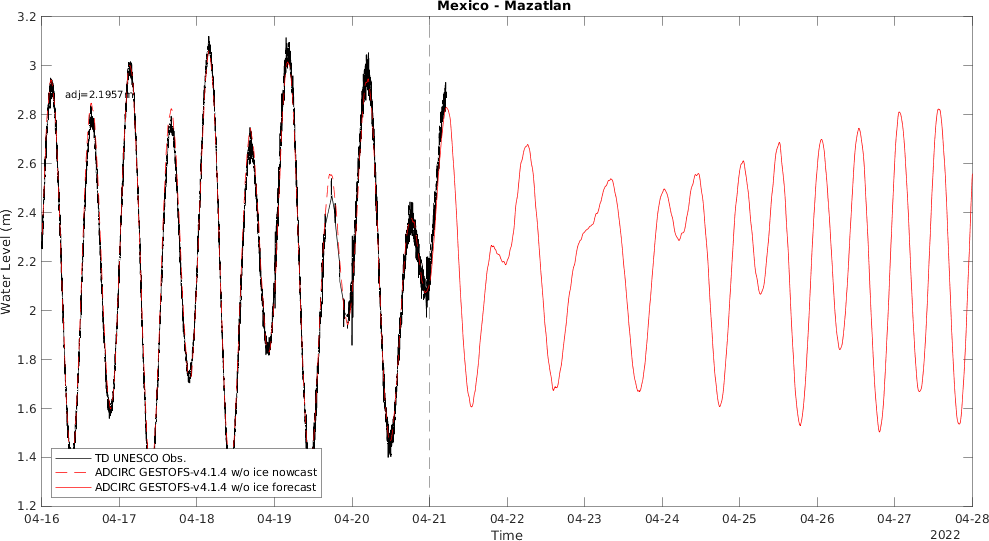 Mexico - Mazatlan
3.2
3
2.8
2.6
2.4
2.2
2
1.8
1.6
1.4
1.2
Water Level (m)
adj=2.1957m
TD UNESCO Obs.
ADCIRC GESTOFS-v4.1.4 w/o ice nowcast
ADCIRC GESTOFS-v4.1.4 w/o ice forecast
04-16 04-17 04-18 04-19 04-20 04-21 04-22 04-23 04-24 04-25 04-26 04-27 04-28
Time
2022